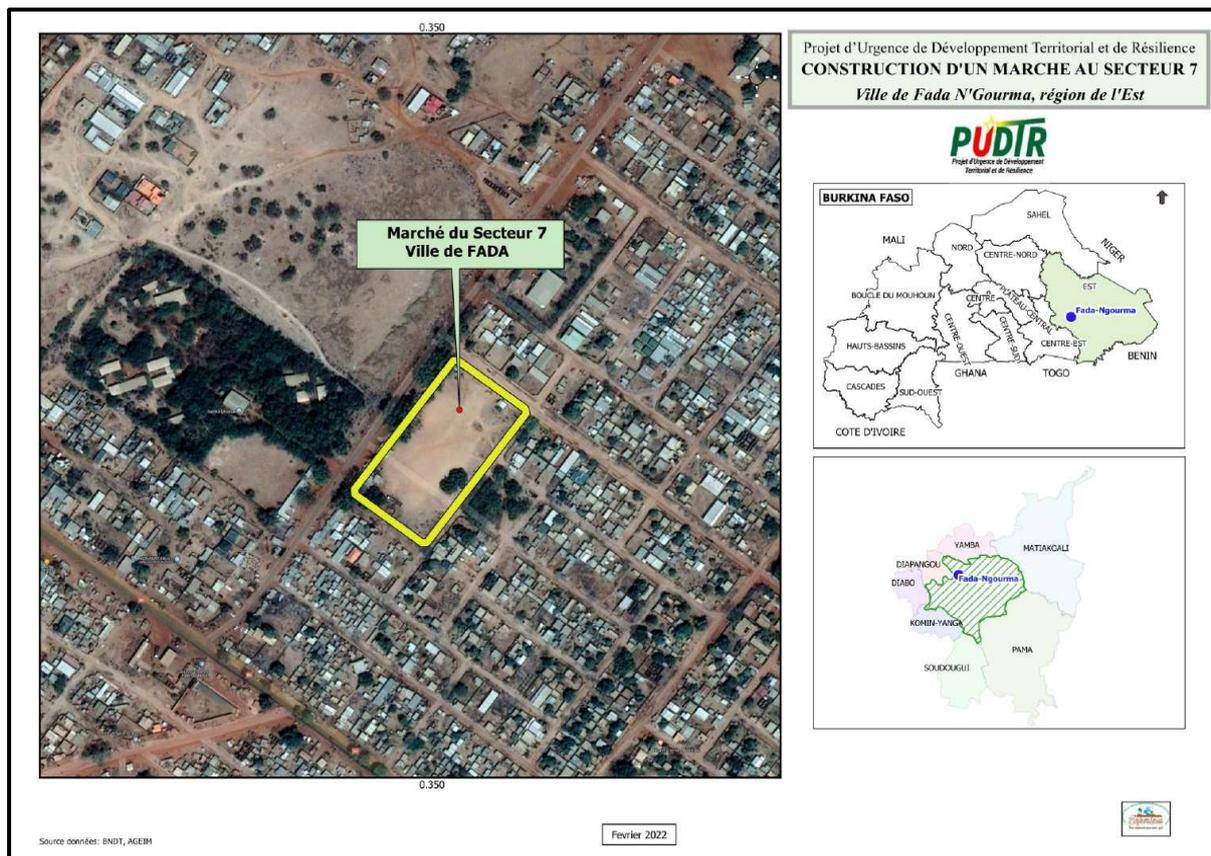 0.350
Projet d'Urgence de Développement Territorial et de Résilience
CONSTRUCTION D'UN MARCHE AU SECTEUR 7
Ville de Fada N'Gourma, région de l'Est
PUDTR
Projet d'Urgence de Développement
Territorial et de Résilience
Marché du Secteur 7
Ville de FADA
BURKINA FASO
SAHEL
MALI
NORD
NIGER
CENTRE-NORD
EST
BOUCLE DU MOUHOUN
CENTRE
PLATEAU-CENTRAL
Fada-Ngourma
CENTRE-OUEST
CENTRE-SUD
CENTRE-EST
HAUTS-BASSINS
BENIN
GHANA
TOGO
CASCADES
SUD-OUEST
COTE D'IVOIRE
YAMBA
MATIAKOALI
DIAPANGOU
Fada-Ngourma
DIABO
KOMIN-YANGA
PAMA
SOUDOUGUI
0.350
Source données: BNDT, AGEIM
Fevrier 2022